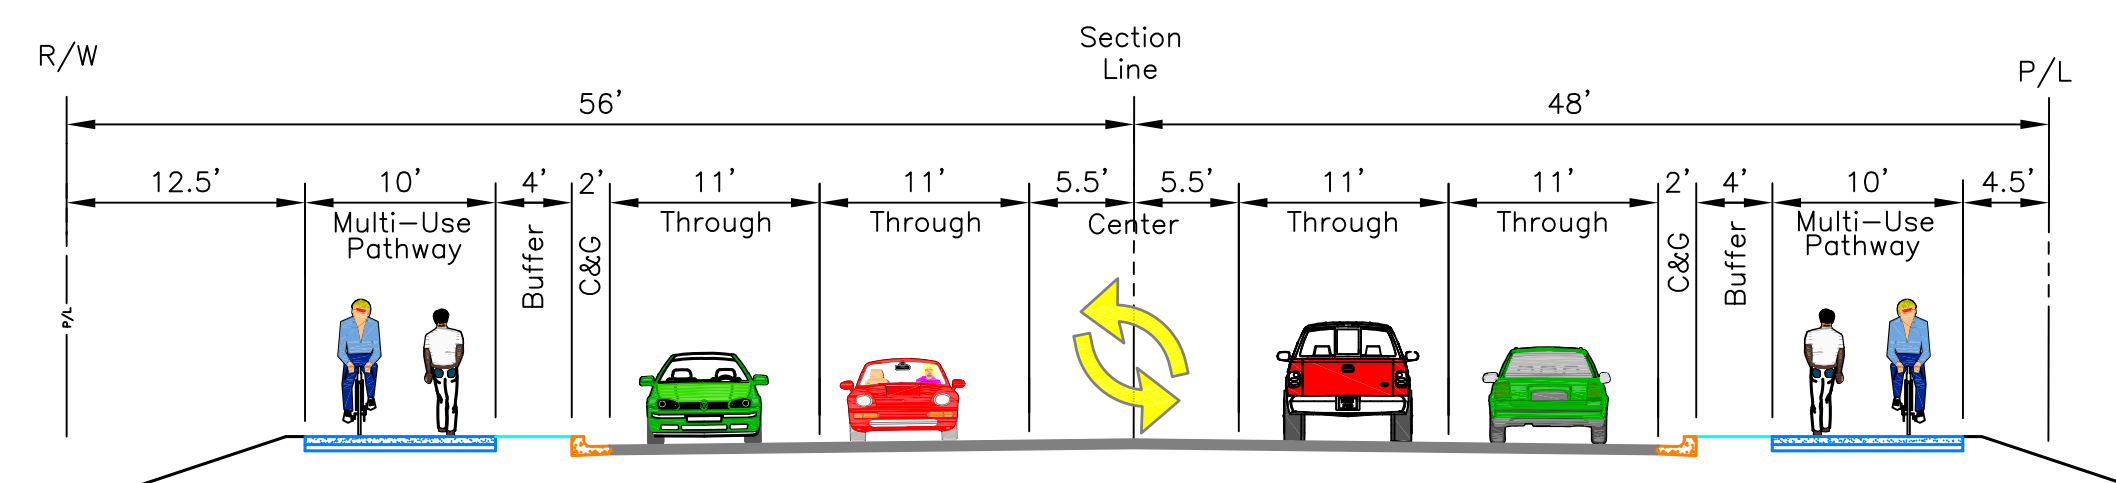 Section
Line
R/W
P/L
56’
48’
12.5’
10’
4’
2’
11’
11’
5.5’
5.5’
11’
11’
2’
4’
10’
4.5’
Multi–Use
Pathway
Buffer
C&G
Through
Through
Center
Through
Through
C&G
Buffer
Multi–Use
Pathway
P/L